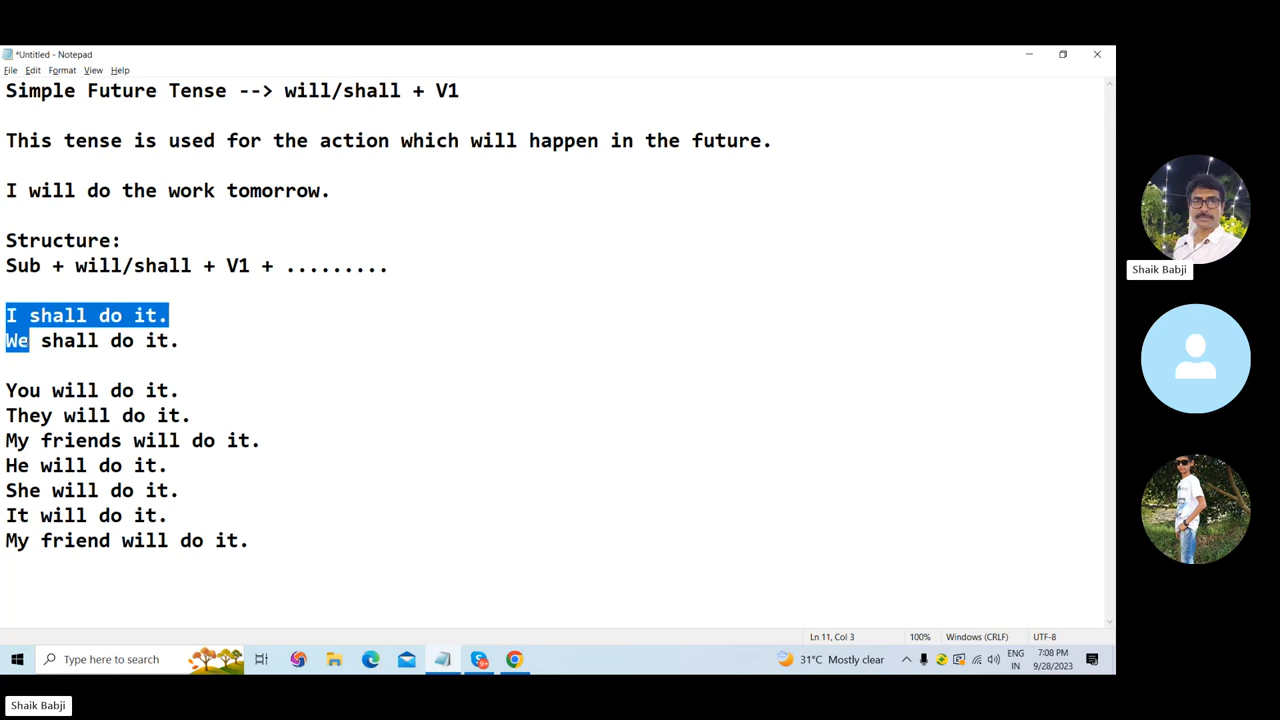 *Untitled - Notepad
File Edit Format View Help
Simple Future Tense --> will/shall + V1
This tense is used for the action which will happen in the future.
I will do the work tomorrow.
Structure:
Sub + will/shall + V1 + .........
I shall do it.
We shall do it.
You will do it.
They will do it.
My friends will do it.
He will do it.
She will do it.
It will do it.
My friend will do it.
Ln 11, Col 3
100%
Windows (CRLF)
UTF-8
Type here to search
31°C Mostly clear
ENG
IN
7:08 PM
9/28/2023
Shaik Babji
Shaik Babji